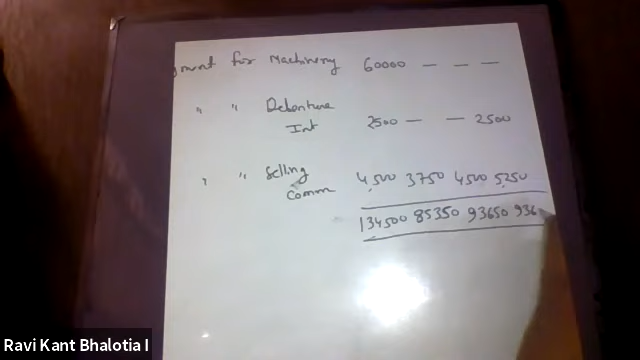 for Machinery 60000 — — —
" " Debenture
Int 2500 — — 2500
" " Selling
Comm 4,500 3750 4500 5250
134500 85350 93650 936
Ravi Kant Bhalotia I